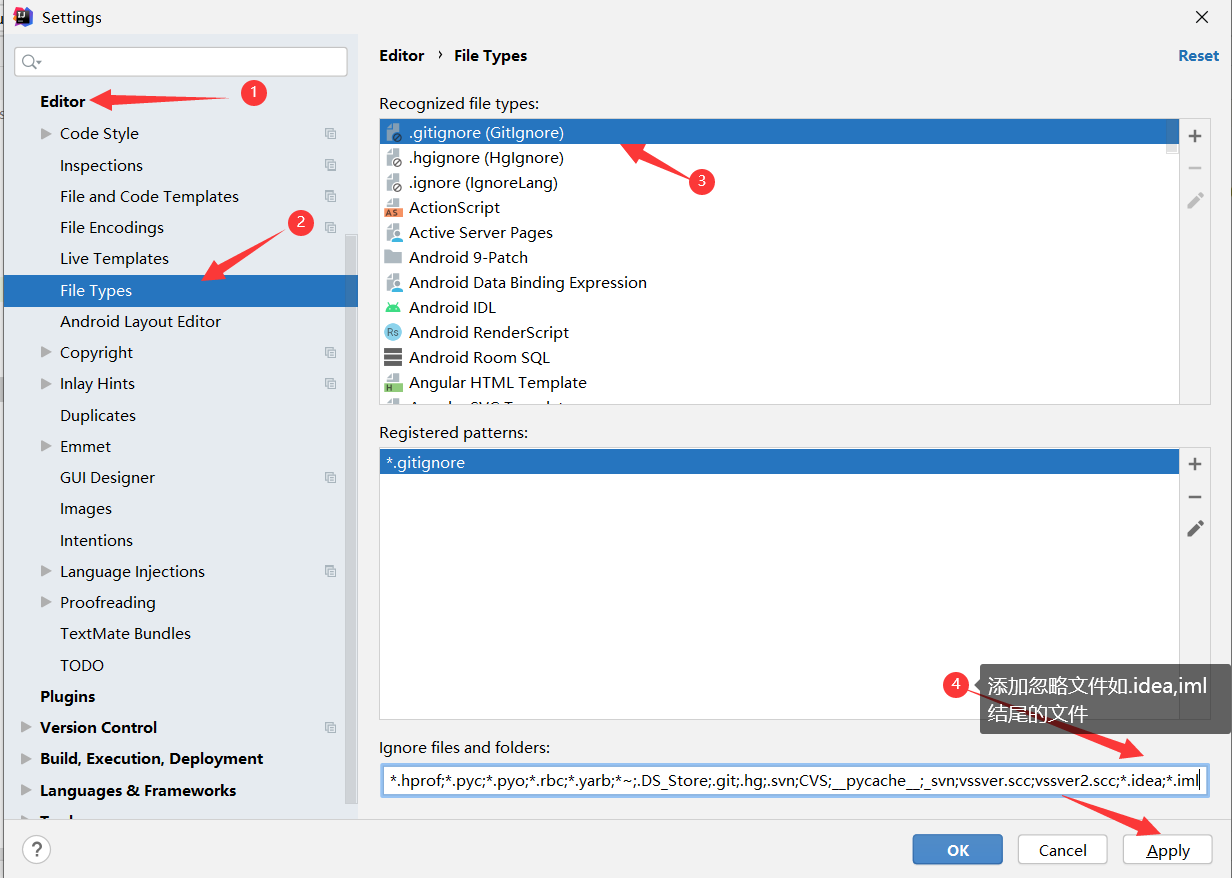 Settings
Editor
1
Code Style
Inspections
File and Code Templates
File Encodings
2
Live Templates
File Types
Android Layout Editor
Copyright
Inlay Hints
Duplicates
Emmet
GUI Designer
Images
Intentions
Language Injections
Proofreading
TextMate Bundles
TODO
Plugins
Version Control
Build, Execution, Deployment
Languages & Frameworks
Editor › File Types
Reset
Recognized file types:
.gitignore (GitIgnore)
.hgignore (HgIgnore)
.ignore (IgnoreLang)
3
ActionScript
Active Server Pages
Android 9-Patch
Android Data Binding Expression
Android IDL
Android RenderScript
Android Room SQL
Angular HTML Template
Registered patterns:
*.gitignore
4
添加忽略文件如.idea,iml
结尾的文件
Ignore files and folders:
*.hprof;*.pyc;*.pyo;*.rbc;*.yarb;*~;.DS_Store;.git;.hg;.svn;CVS;__pycache__;_svn;vssver.scc;vssver2.scc;*.idea;*.iml
?
OK
Cancel
Apply